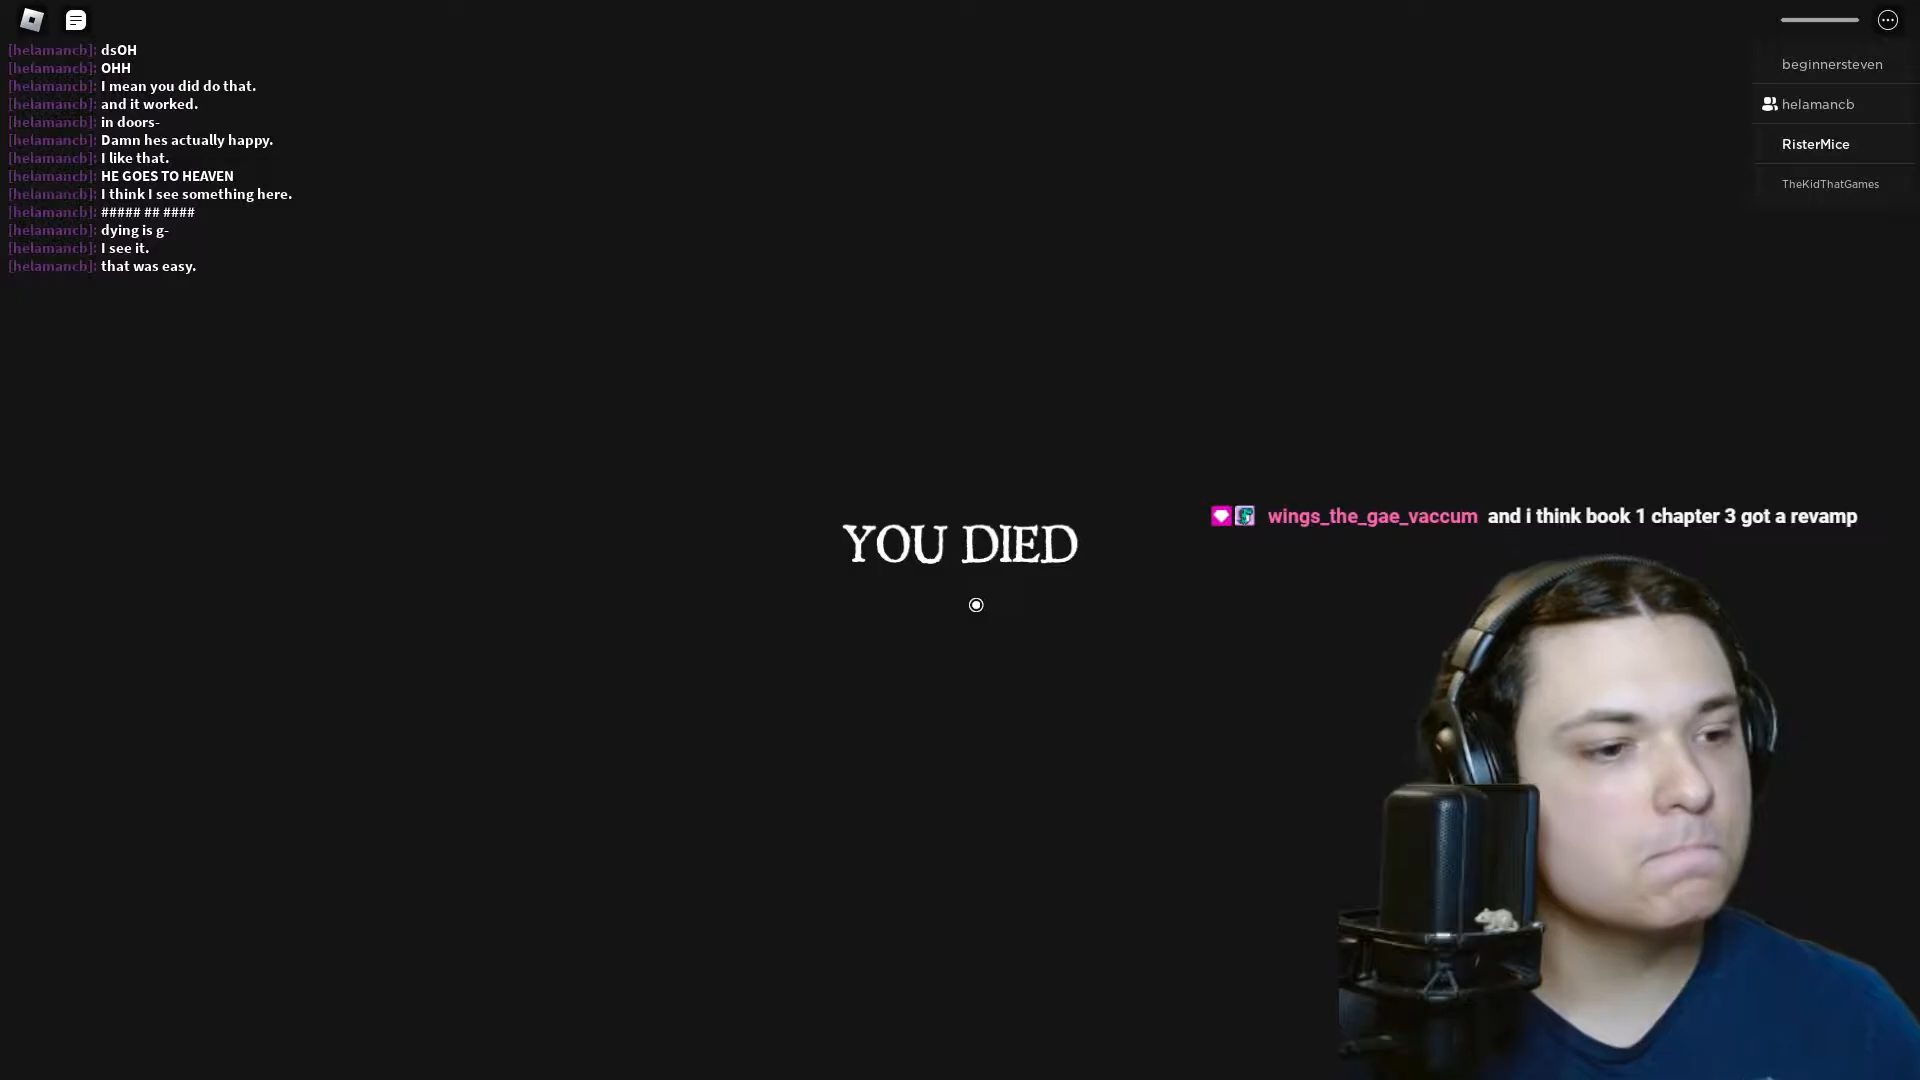 [helamancb]: dsOH
[helamancb]: OHH
[helamancb]: I mean you did do that.
[helamancb]: and it worked.
[helamancb]: in doors-
[helamancb]: Damn hes actually happy.
[helamancb]: I like that.
[helamancb]: HE GOES TO HEAVEN
[helamancb]: I think I see something here.
[helamancb]: ##### ## ####
[helamancb]: dying is g-
[helamancb]: I see it.
[helamancb]: that was easy.
beginnersteven
helamancb
RisterMice
TheKidThatGames
wings_the_gae_vaccum and i think book 1 chapter 3 got a revamp
YOU DIED